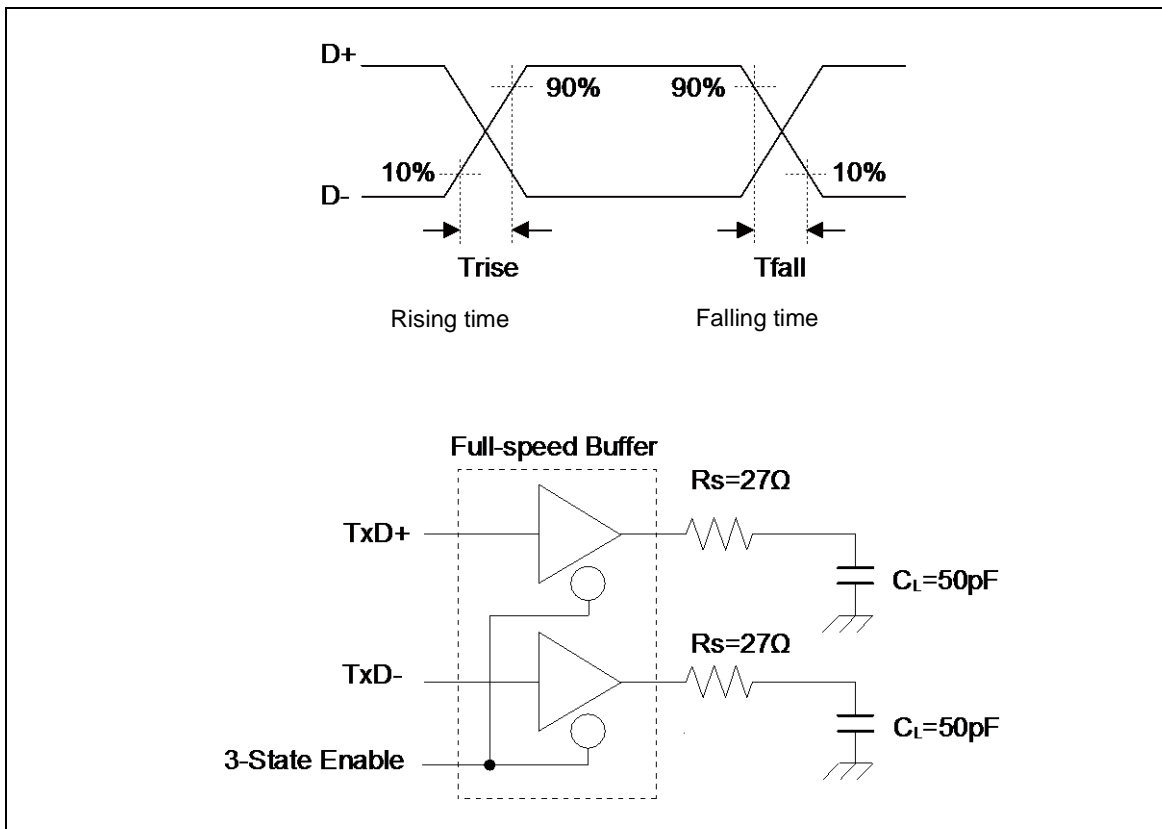 D+
90%
90%
10%
10%
D-
Trise
Tfall
Rising time
Falling time
Full-speed Buffer
Rs=27Ω
TxD+
CL=50pF
Rs=27Ω
TxD-
CL=50pF
3-State Enable